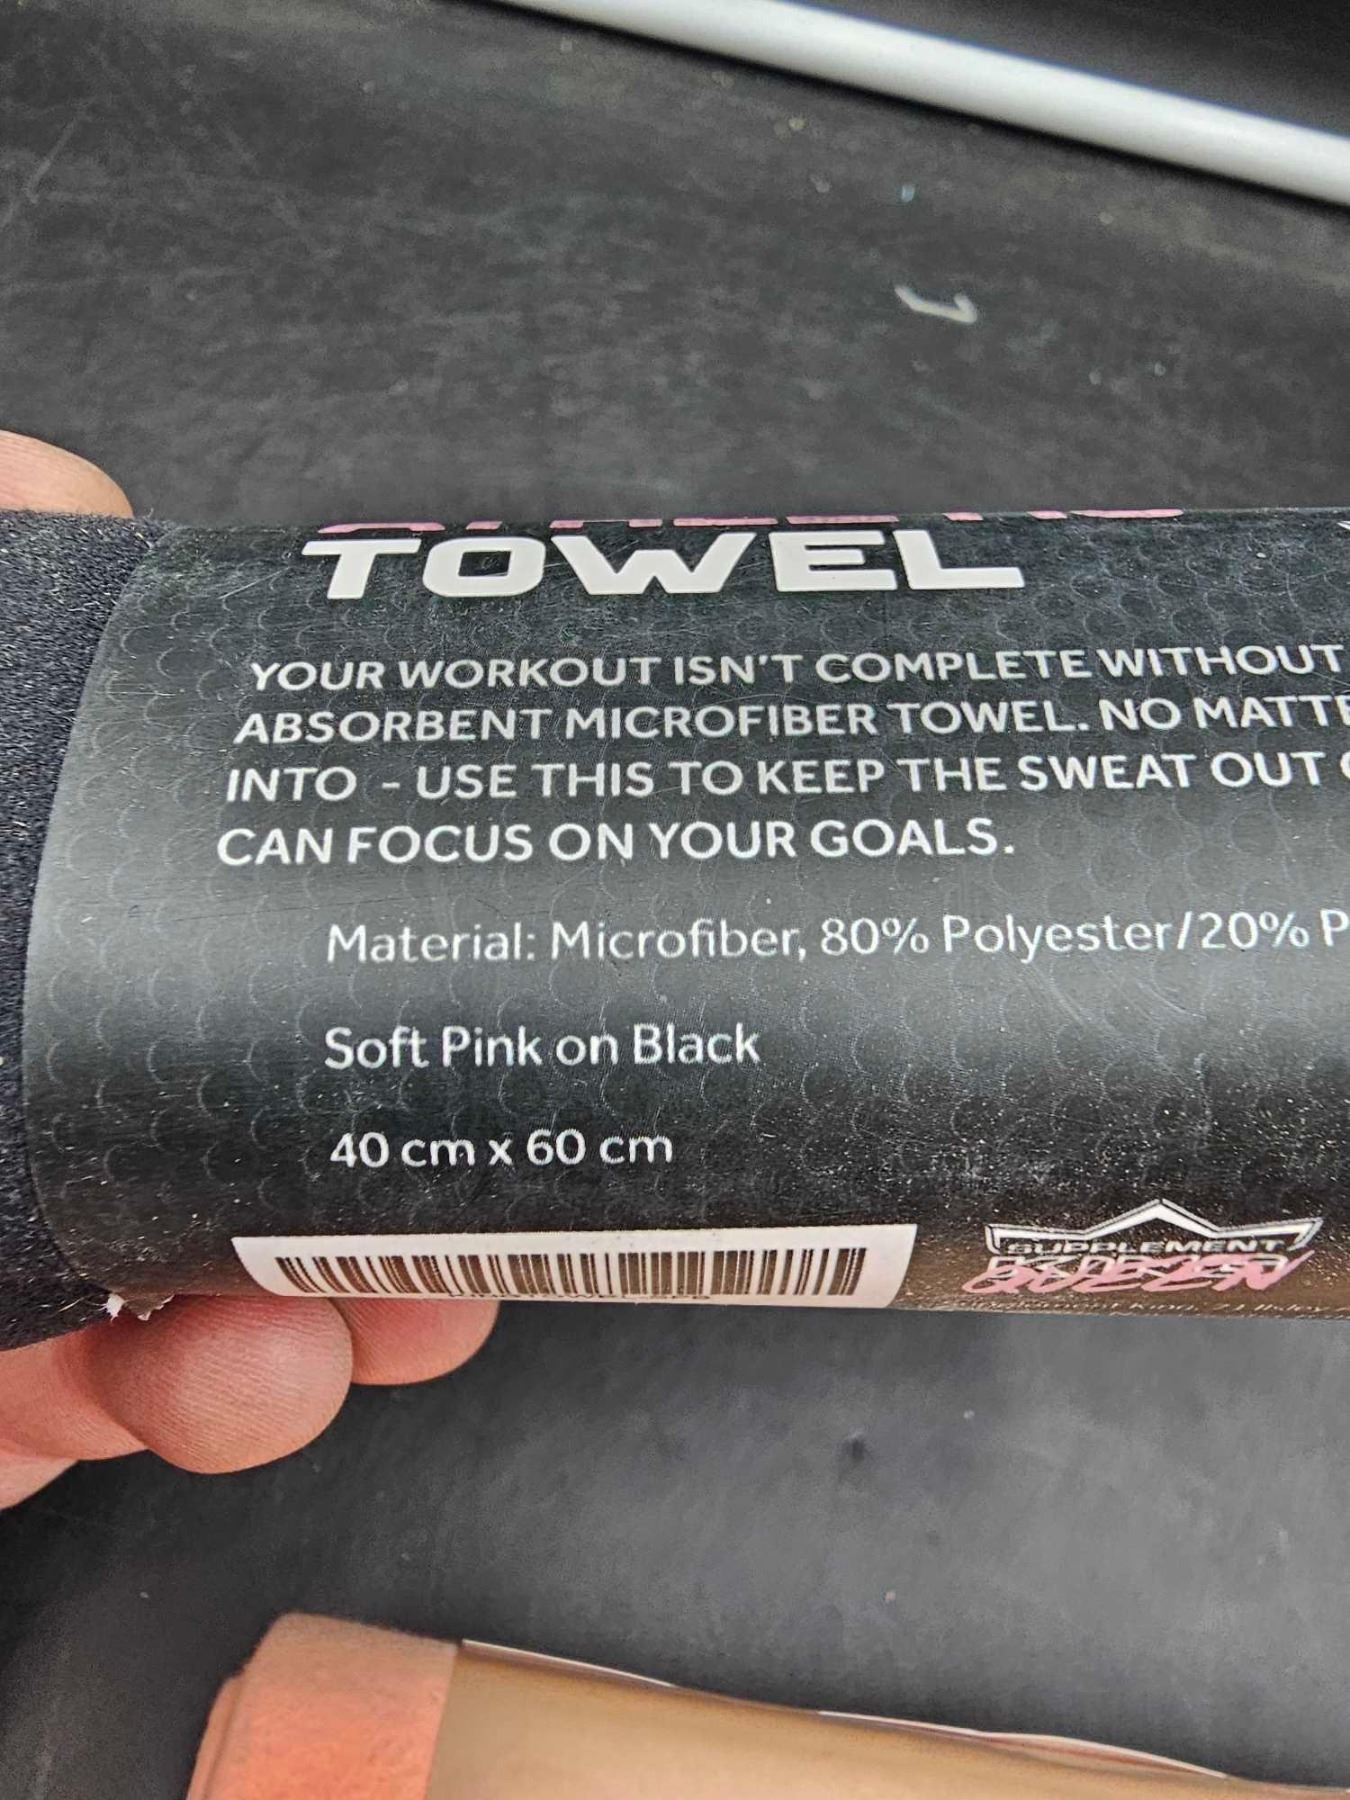 TOWEL
YOUR WORKOUT ISN'T COMPLETE WITHOUT
ABSORBENT MICROFIBER TOWEL. NO MATTE
INTO - USE THIS TO KEEP THE SWEAT OUT
CAN FOCUS ON YOUR GOALS.
Material: Microfiber, 80% Polyester/20% P
Soft Pink on Black
40 cm x 60 cm
SUPPLEMENT
QUEEN